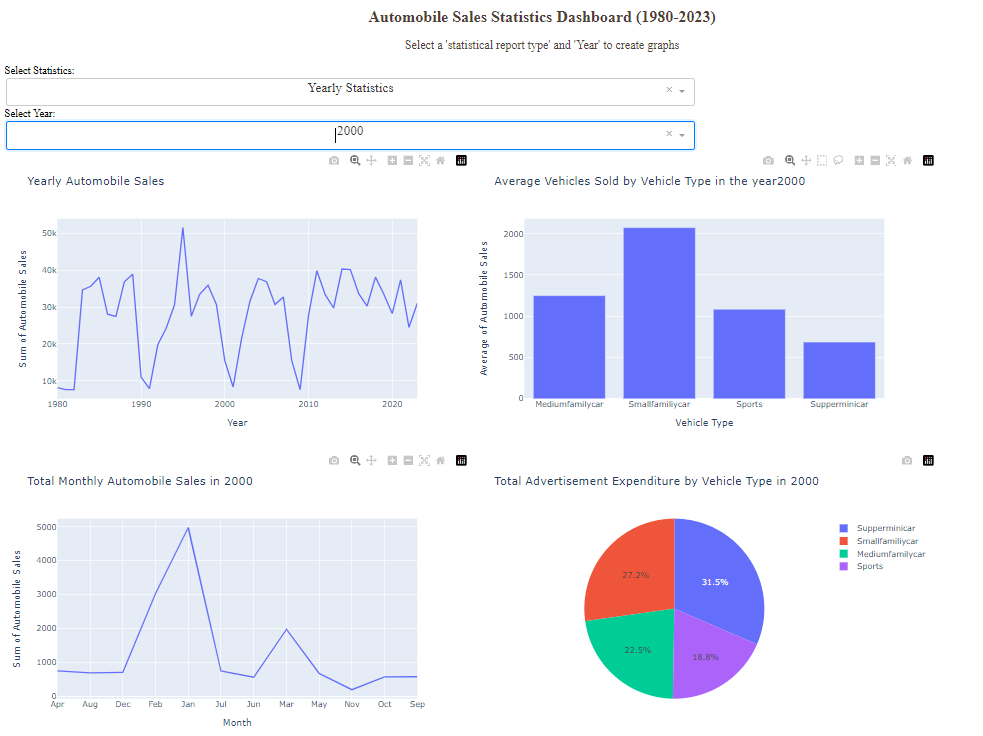 Automobile Sales Statistics Dashboard (1980-2023)
Select a 'statistical report type' and 'Year' to create graphs
Select Statistics:
Yearly Statistics
Select Year:
2000
Yearly Automobile Sales
50k
40k
30k
20k
10k
1980 1990 2000 2010 2020
Sum of Automobile Sales
Year
Average Vehicles Sold by Vehicle Type in the year2000
2000
1500
1000
500
0
Mediumfamilycar Smallfamiliycar Sports Supperminicar
Average of Automobile Sales
Vehicle Type
Total Monthly Automobile Sales in 2000
5000
4000
3000
2000
1000
0
Apr Aug Dec Feb Jan Jul Jun Mar May Nov Oct Sep
Sum of Automobile Sales
Month
Total Advertisement Expenditure by Vehicle Type in 2000
31.5%
27.2%
22.5%
18.8%
Supperminicar
Smallfamiliycar
Mediumfamilycar
Sports